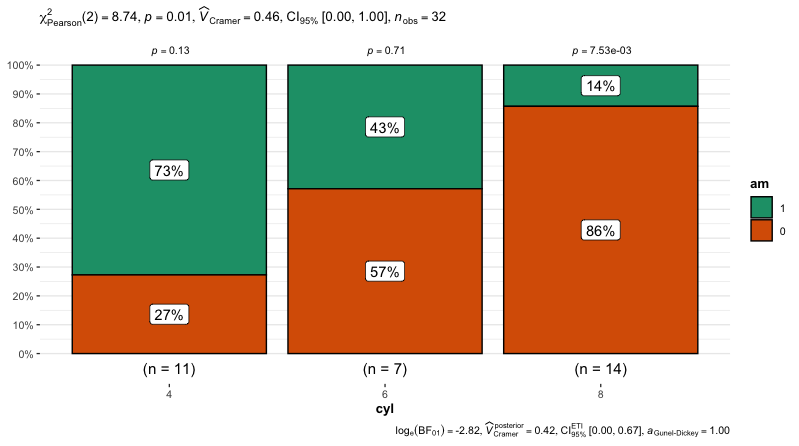 χ²Pearson(2) = 8.74, p = 0.01, V̂Cramer = 0.46, CI95% [0.00, 1.00], nobs = 32
p = 0.13 p = 0.71 p = 7.53e-03
100%
90%
80%
70%
60%
50%
40%
30%
20%
10%
0%
73%
27%
43%
57%
14%
86%
(n = 11) (n = 7) (n = 14)
4 6 8
cyl
am
1
0
loge(BF01) = -2.82, V̂posteriorCramer = 0.42, CIETI95% [0.00, 0.67], aGunel-Dickey = 1.00